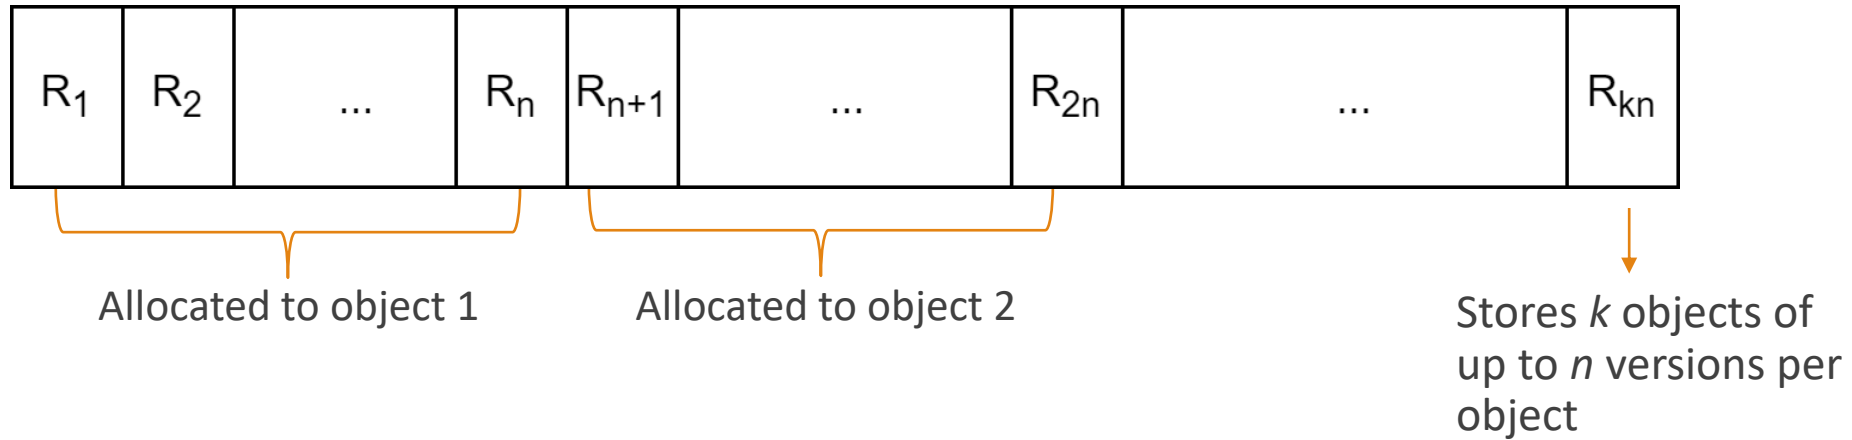 R₁ R₂ ... Rₙ Rₙ₊₁ ... R₂ₙ ... Rₖₙ
Allocated to object 1
Allocated to object 2
Stores k objects of
up to n versions per
object